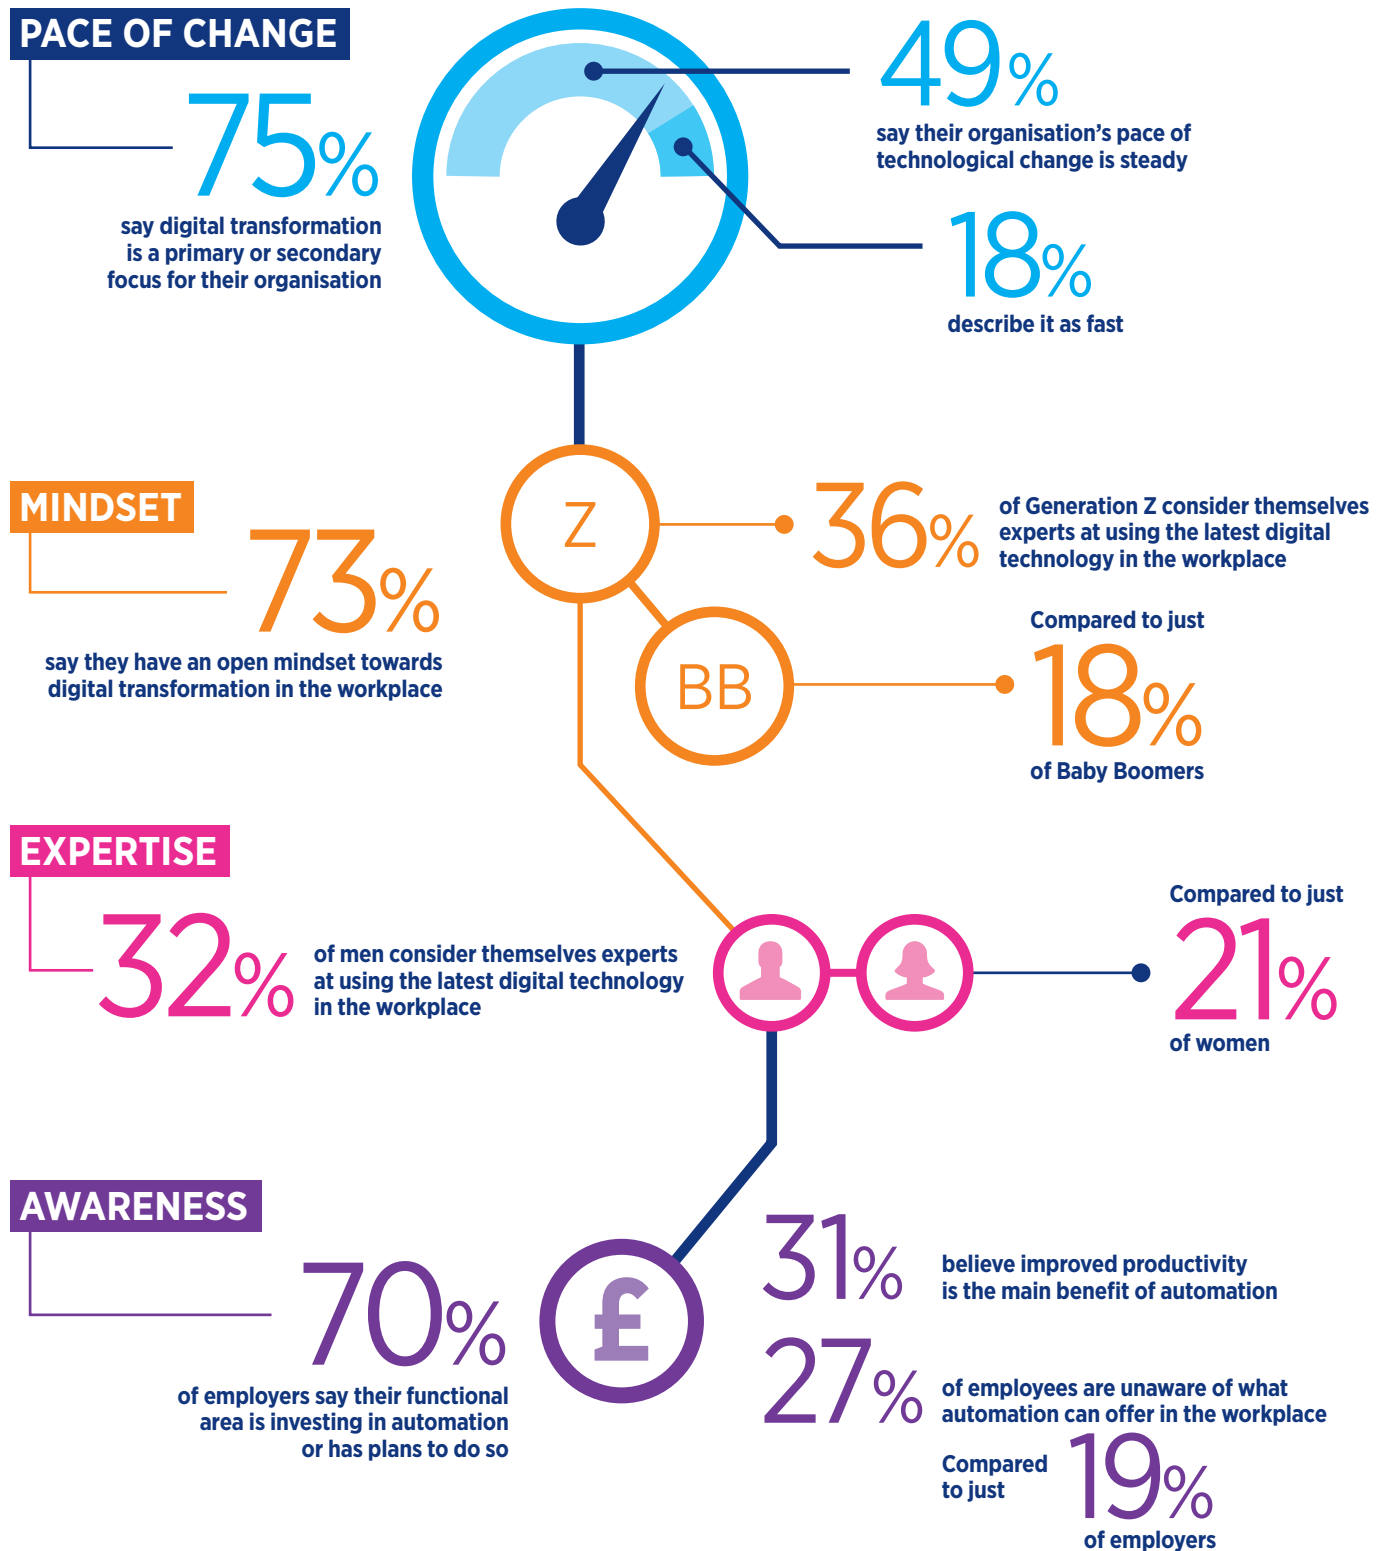 PACE OF CHANGE
75%
say digital transformation
is a primary or secondary
focus for their organisation
49%
say their organisation’s pace of
technological change is steady
18%
describe it as fast
MINDSET
73%
say they have an open mindset towards
digital transformation in the workplace
Z
36%
of Generation Z consider themselves
experts at using the latest digital
technology in the workplace
BB
Compared to just
18%
of Baby Boomers
EXPERTISE
32%
of men consider themselves experts
at using the latest digital technology
in the workplace
Compared to just
21%
of women
AWARENESS
70%
of employers say their functional
area is investing in automation
or has plans to do so
£
31%
believe improved productivity
is the main benefit of automation
27%
of employees are unaware of what
automation can offer in the workplace
Compared
to just
19%
of employers